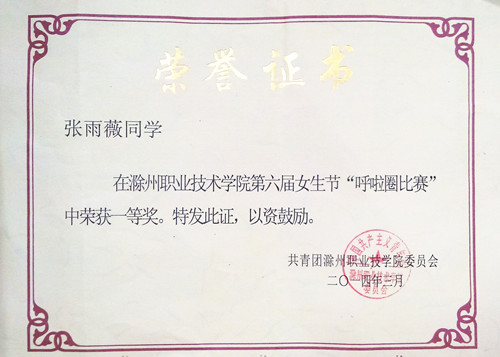 荣誉证书
张雨薇同学
在滁州职业技术学院第六届女生节“呼啦圈比赛”
中荣获一等奖。特发此证，以资鼓励。
共青团滁州职业技学院委员会
二〇一四年三月